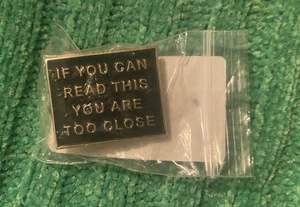 IF YOU CAN
READ THIS
YOU ARE
TOO CLOSE